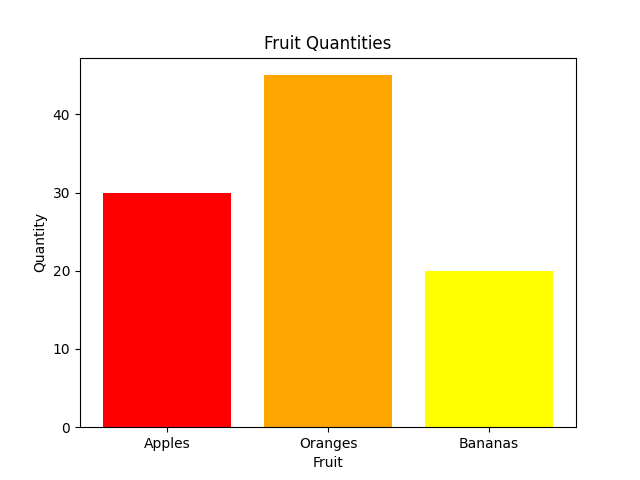 Fruit Quantities
40
30
20
10
0
Quantity
Apples Oranges Bananas
Fruit